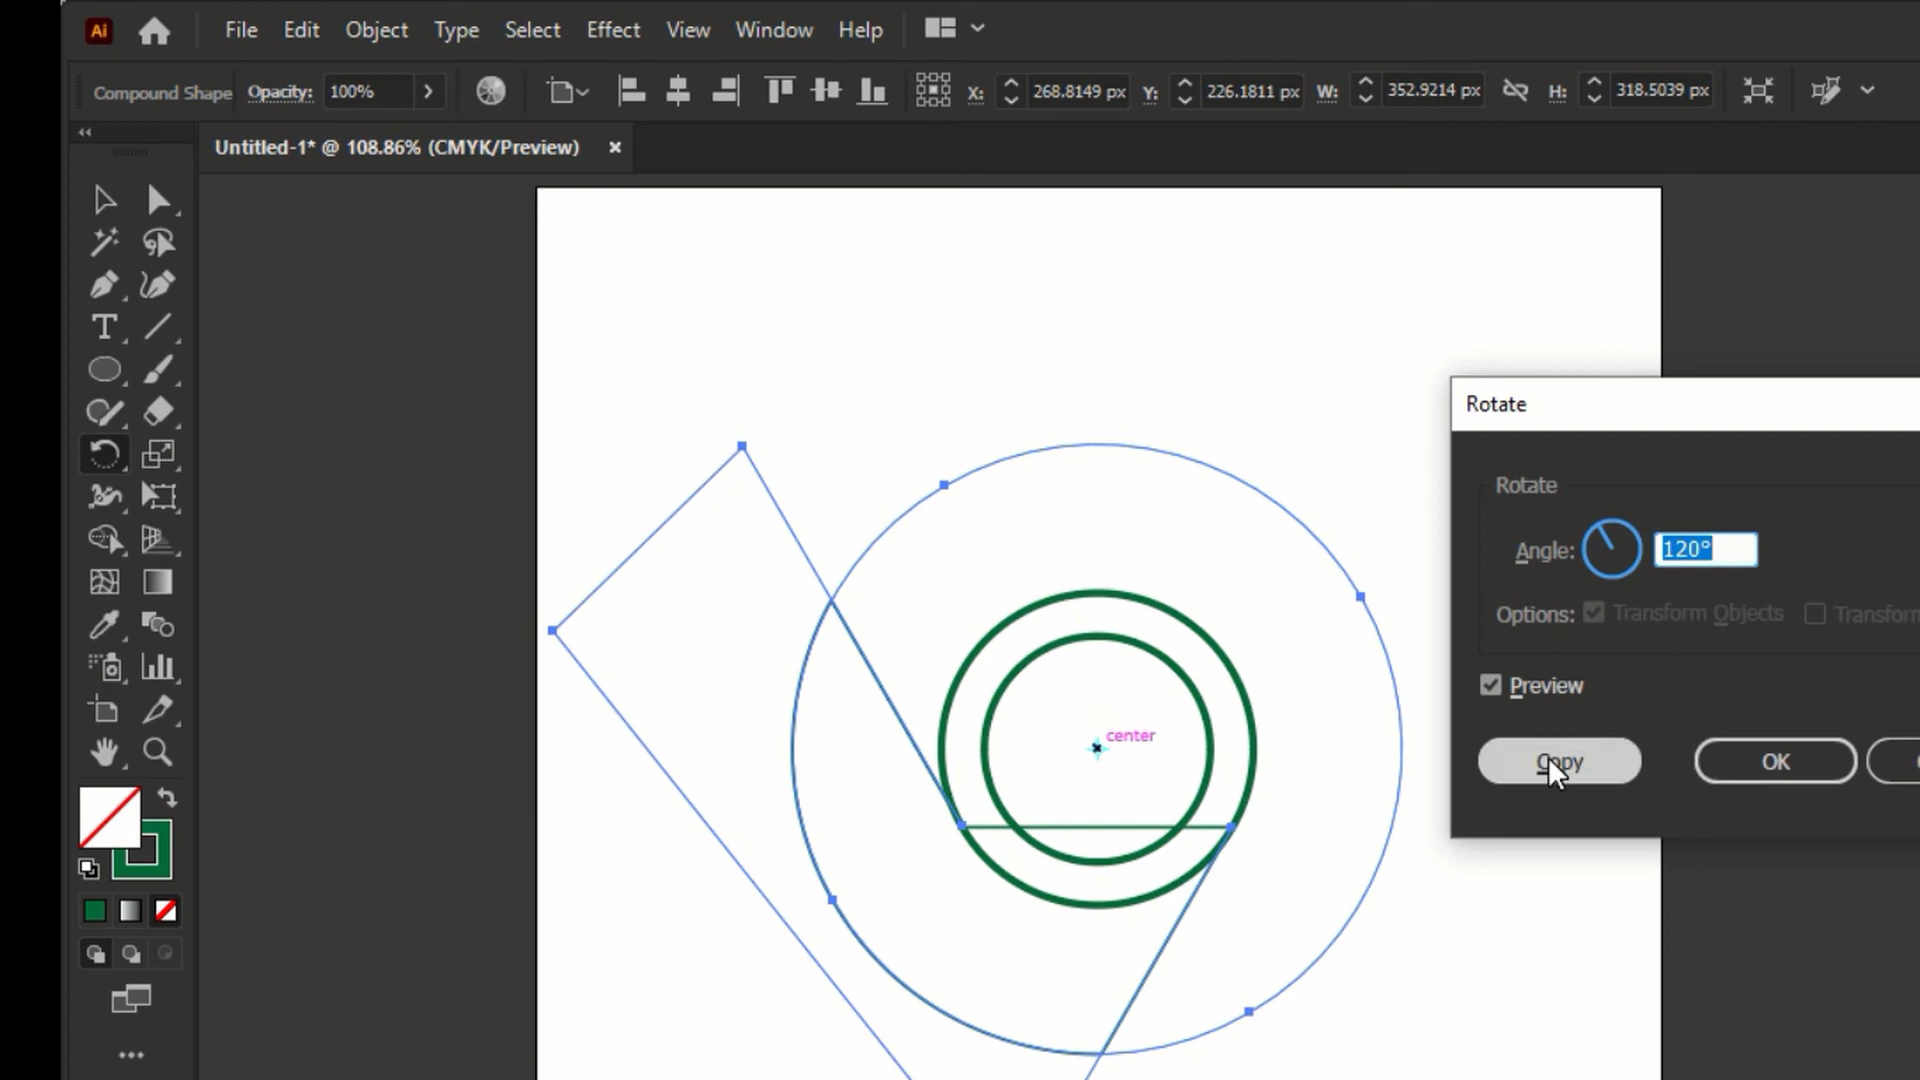 Ai File Edit Object Type Select Effect View Window Help
Compound Shape Opacity: 100% X: 268.8149 px Y: 226.1811 px W: 352.9214 px H: 318.5039 px
Untitled-1* @ 108.86% (CMYK/Preview) ×
Rotate
Rotate
Angle: 120°
Options: Transform Objects Transform
Preview
center
Copy OK